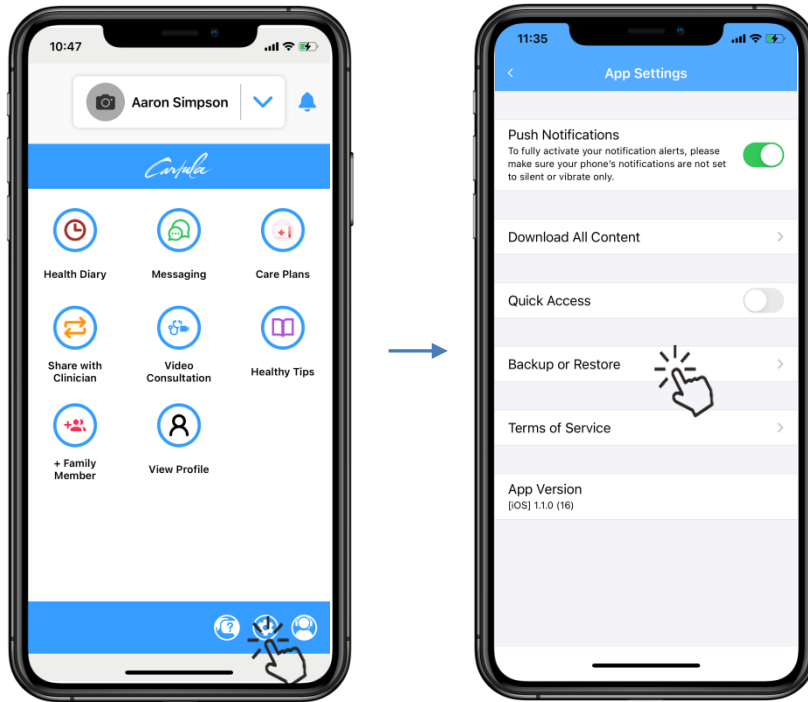 10:47
Aaron Simpson
Health Diary
Messaging
Care Plans
Share with
Clinician
Video
Consultation
Healthy Tips
+ Family
Member
View Profile
?
11:35
App Settings
Push Notifications
To fully activate your notification alerts, please
make sure your phone's notifications are not set
to silent or vibrate only.
Download All Content
Quick Access
Backup or Restore
Terms of Service
App Version
[iOS] 1.1.0 (16)